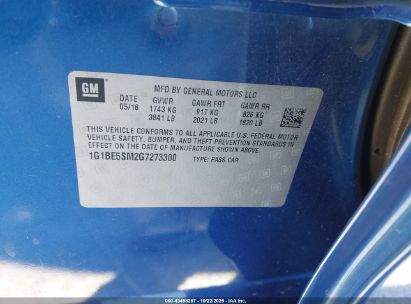 GM
MFD BY GENERAL MOTORS LLC
DATE GVWR GAWR FRT GAWR RR
05/16 1743 KG 917 KG 826 KG
3841 LB 2021 LB 1820 LB
THIS VEHICLE CONFORMS TO ALL APPLICABLE U.S. FEDERAL MOTOR
VEHICLE SAFETY, BUMPER, AND THEFT PREVENTION STANDARDS
IN EFFECT ON THE DATE OF MANUFACTURE SHOWN ABOVE.
1G1BE5SM2G7273300 TYPE: PASS CAR